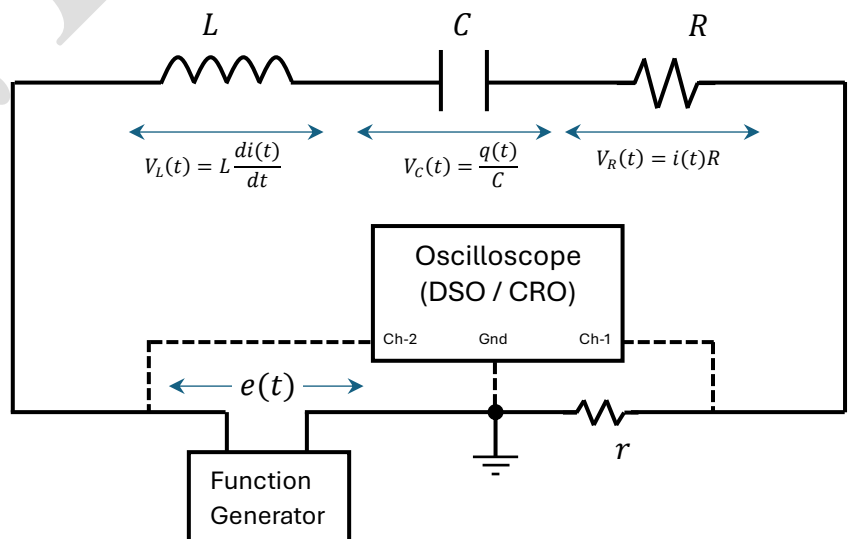 L
C
R
V_L(t) = L di(t)/dt
V_C(t) = q(t)/C
V_R(t) = i(t)R
Oscilloscope
(DSO / CRO)
Ch-2 Gnd Ch-1
e(t)
r
Function
Generator